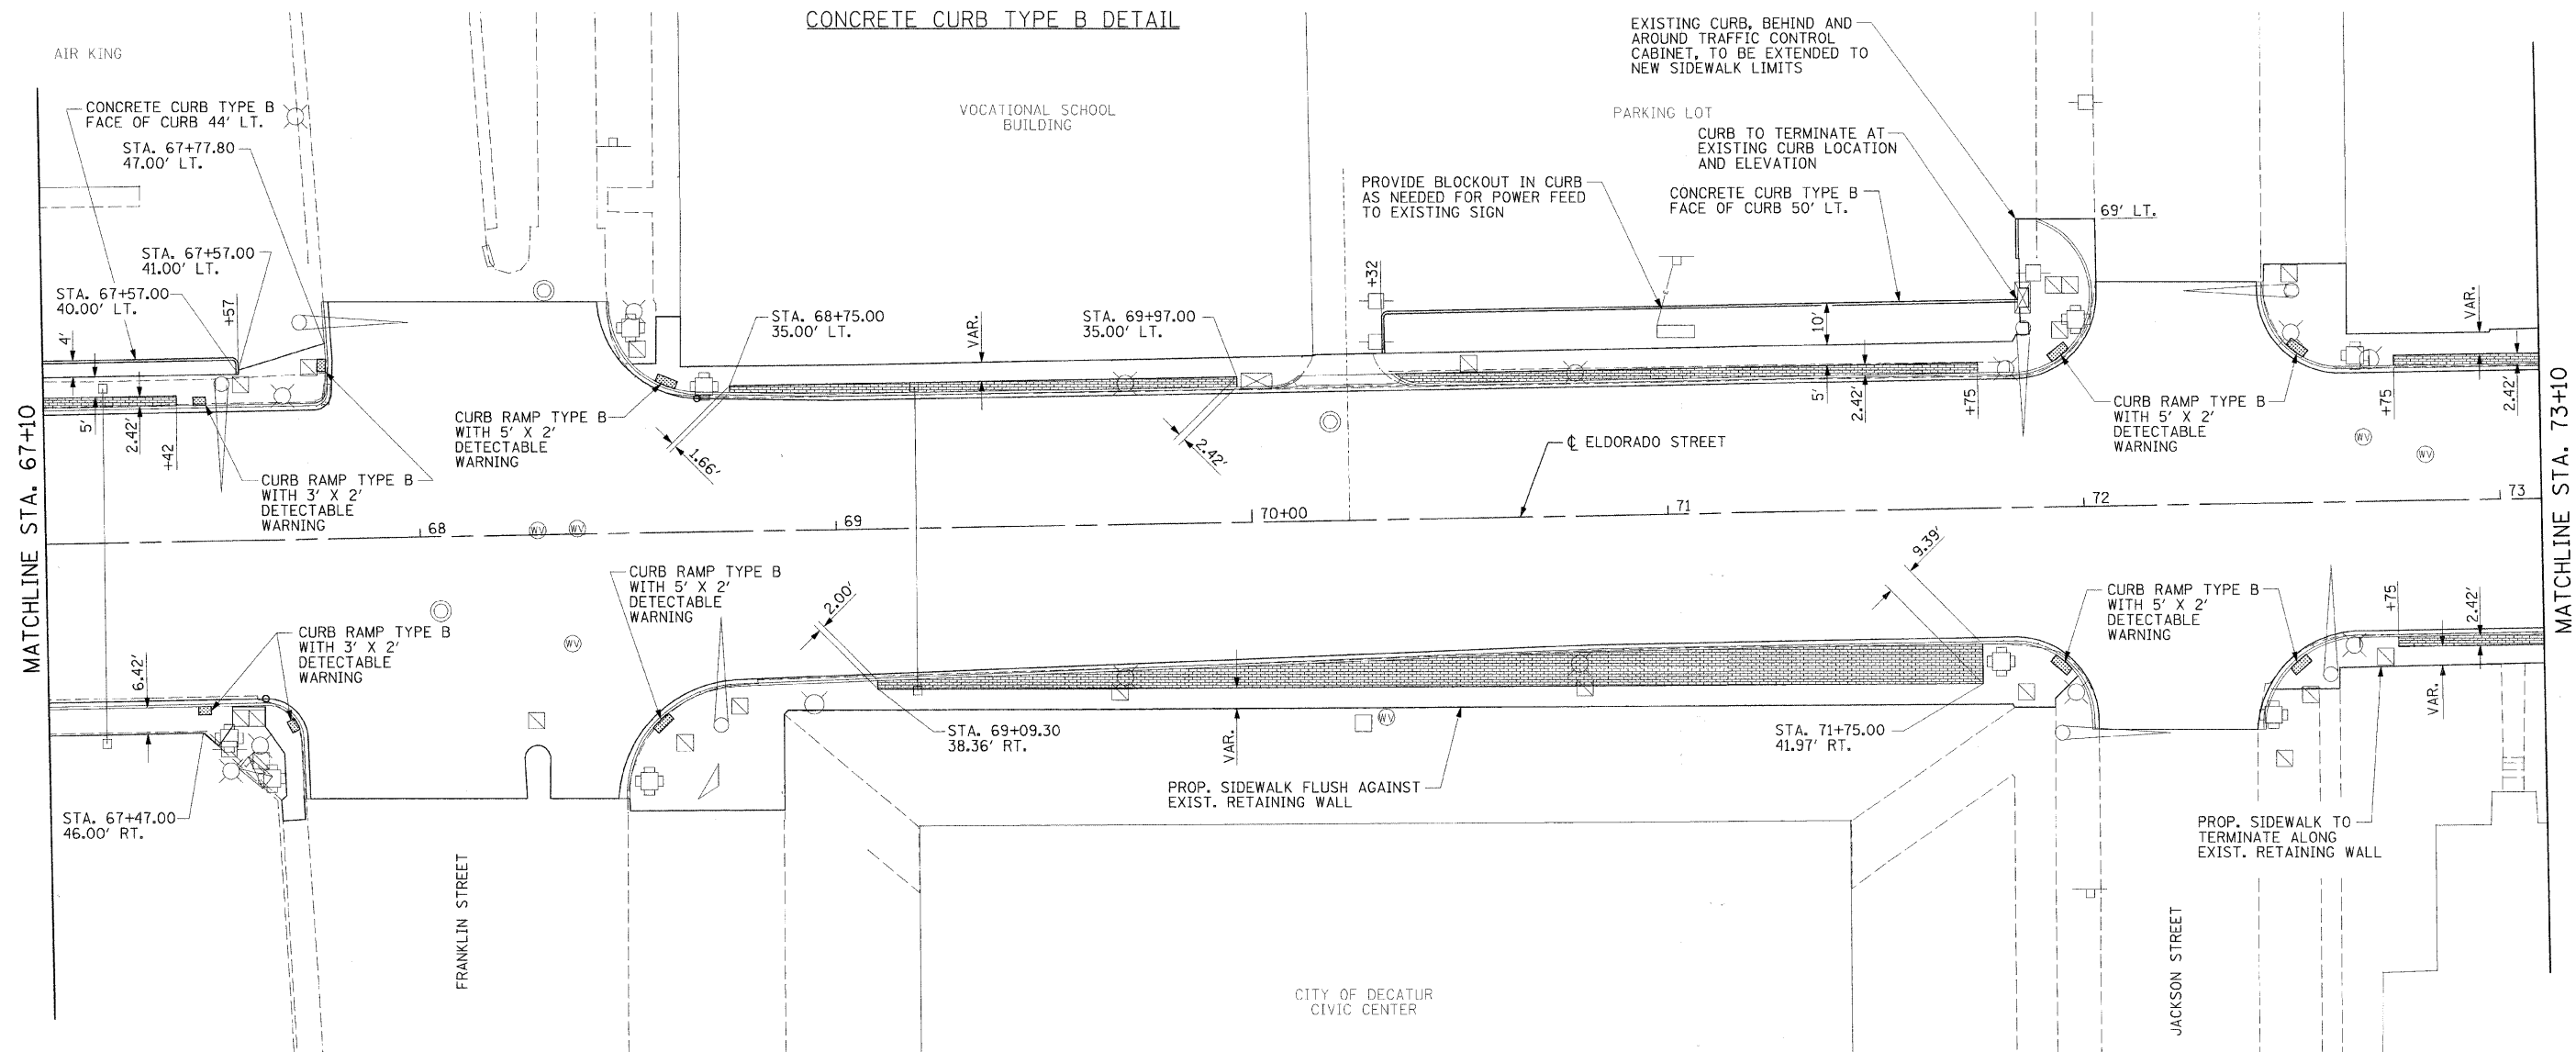 CONCRETE CURB TYPE B DETAIL
AIR KING
CONCRETE CURB TYPE B
FACE OF CURB 44' LT.
STA. 67+77.80
47.00' LT.
STA. 67+57.00
41.00' LT.
STA. 67+57.00
40.00' LT.
+57
4'
5'
2.42'
+42
MATCHLINE STA. 67+10
CURB RAMP TYPE B
WITH 3' X 2'
DETECTABLE
WARNING
VOCATIONAL SCHOOL
BUILDING
CURB RAMP TYPE B
WITH 5' X 2'
DETECTABLE
WARNING
STA. 68+75.00
35.00' LT.
1.66'
VAR.
STA. 69+97.00
35.00' LT.
2.42'
EXISTING CURB, BEHIND AND
AROUND TRAFFIC CONTROL
CABINET, TO BE EXTENDED TO
NEW SIDEWALK LIMITS
PARKING LOT
CURB TO TERMINATE AT
EXISTING CURB LOCATION
AND ELEVATION
PROVIDE BLOCKOUT IN CURB
AS NEEDED FOR POWER FEED
TO EXISTING SIGN
CONCRETE CURB TYPE B
FACE OF CURB 50' LT.
69' LT.
+32
10'
5'
2.42'
+75
CURB RAMP TYPE B
WITH 5' X 2'
DETECTABLE
WARNING
+75
VAR.
2.42'
MATCHLINE STA. 73+10
℄ ELDORADO STREET
WV
WV
68
WV
WV
69
70+00
71
72
73
CURB RAMP TYPE B
WITH 3' X 2'
DETECTABLE
WARNING
6.42'
STA. 67+47.00
46.00' RT.
FRANKLIN STREET
WV
CURB RAMP TYPE B
WITH 5' X 2'
DETECTABLE
WARNING
2.00'
STA. 69+09.30
38.36' RT.
VAR.
WV
PROP. SIDEWALK FLUSH AGAINST
EXIST. RETAINING WALL
9.39'
STA. 71+75.00
41.97' RT.
CURB RAMP TYPE B
WITH 5' X 2'
DETECTABLE
WARNING
+75
2.42'
VAR.
PROP. SIDEWALK TO
TERMINATE ALONG
EXIST. RETAINING WALL
JACKSON STREET
CITY OF DECATUR
CIVIC CENTER